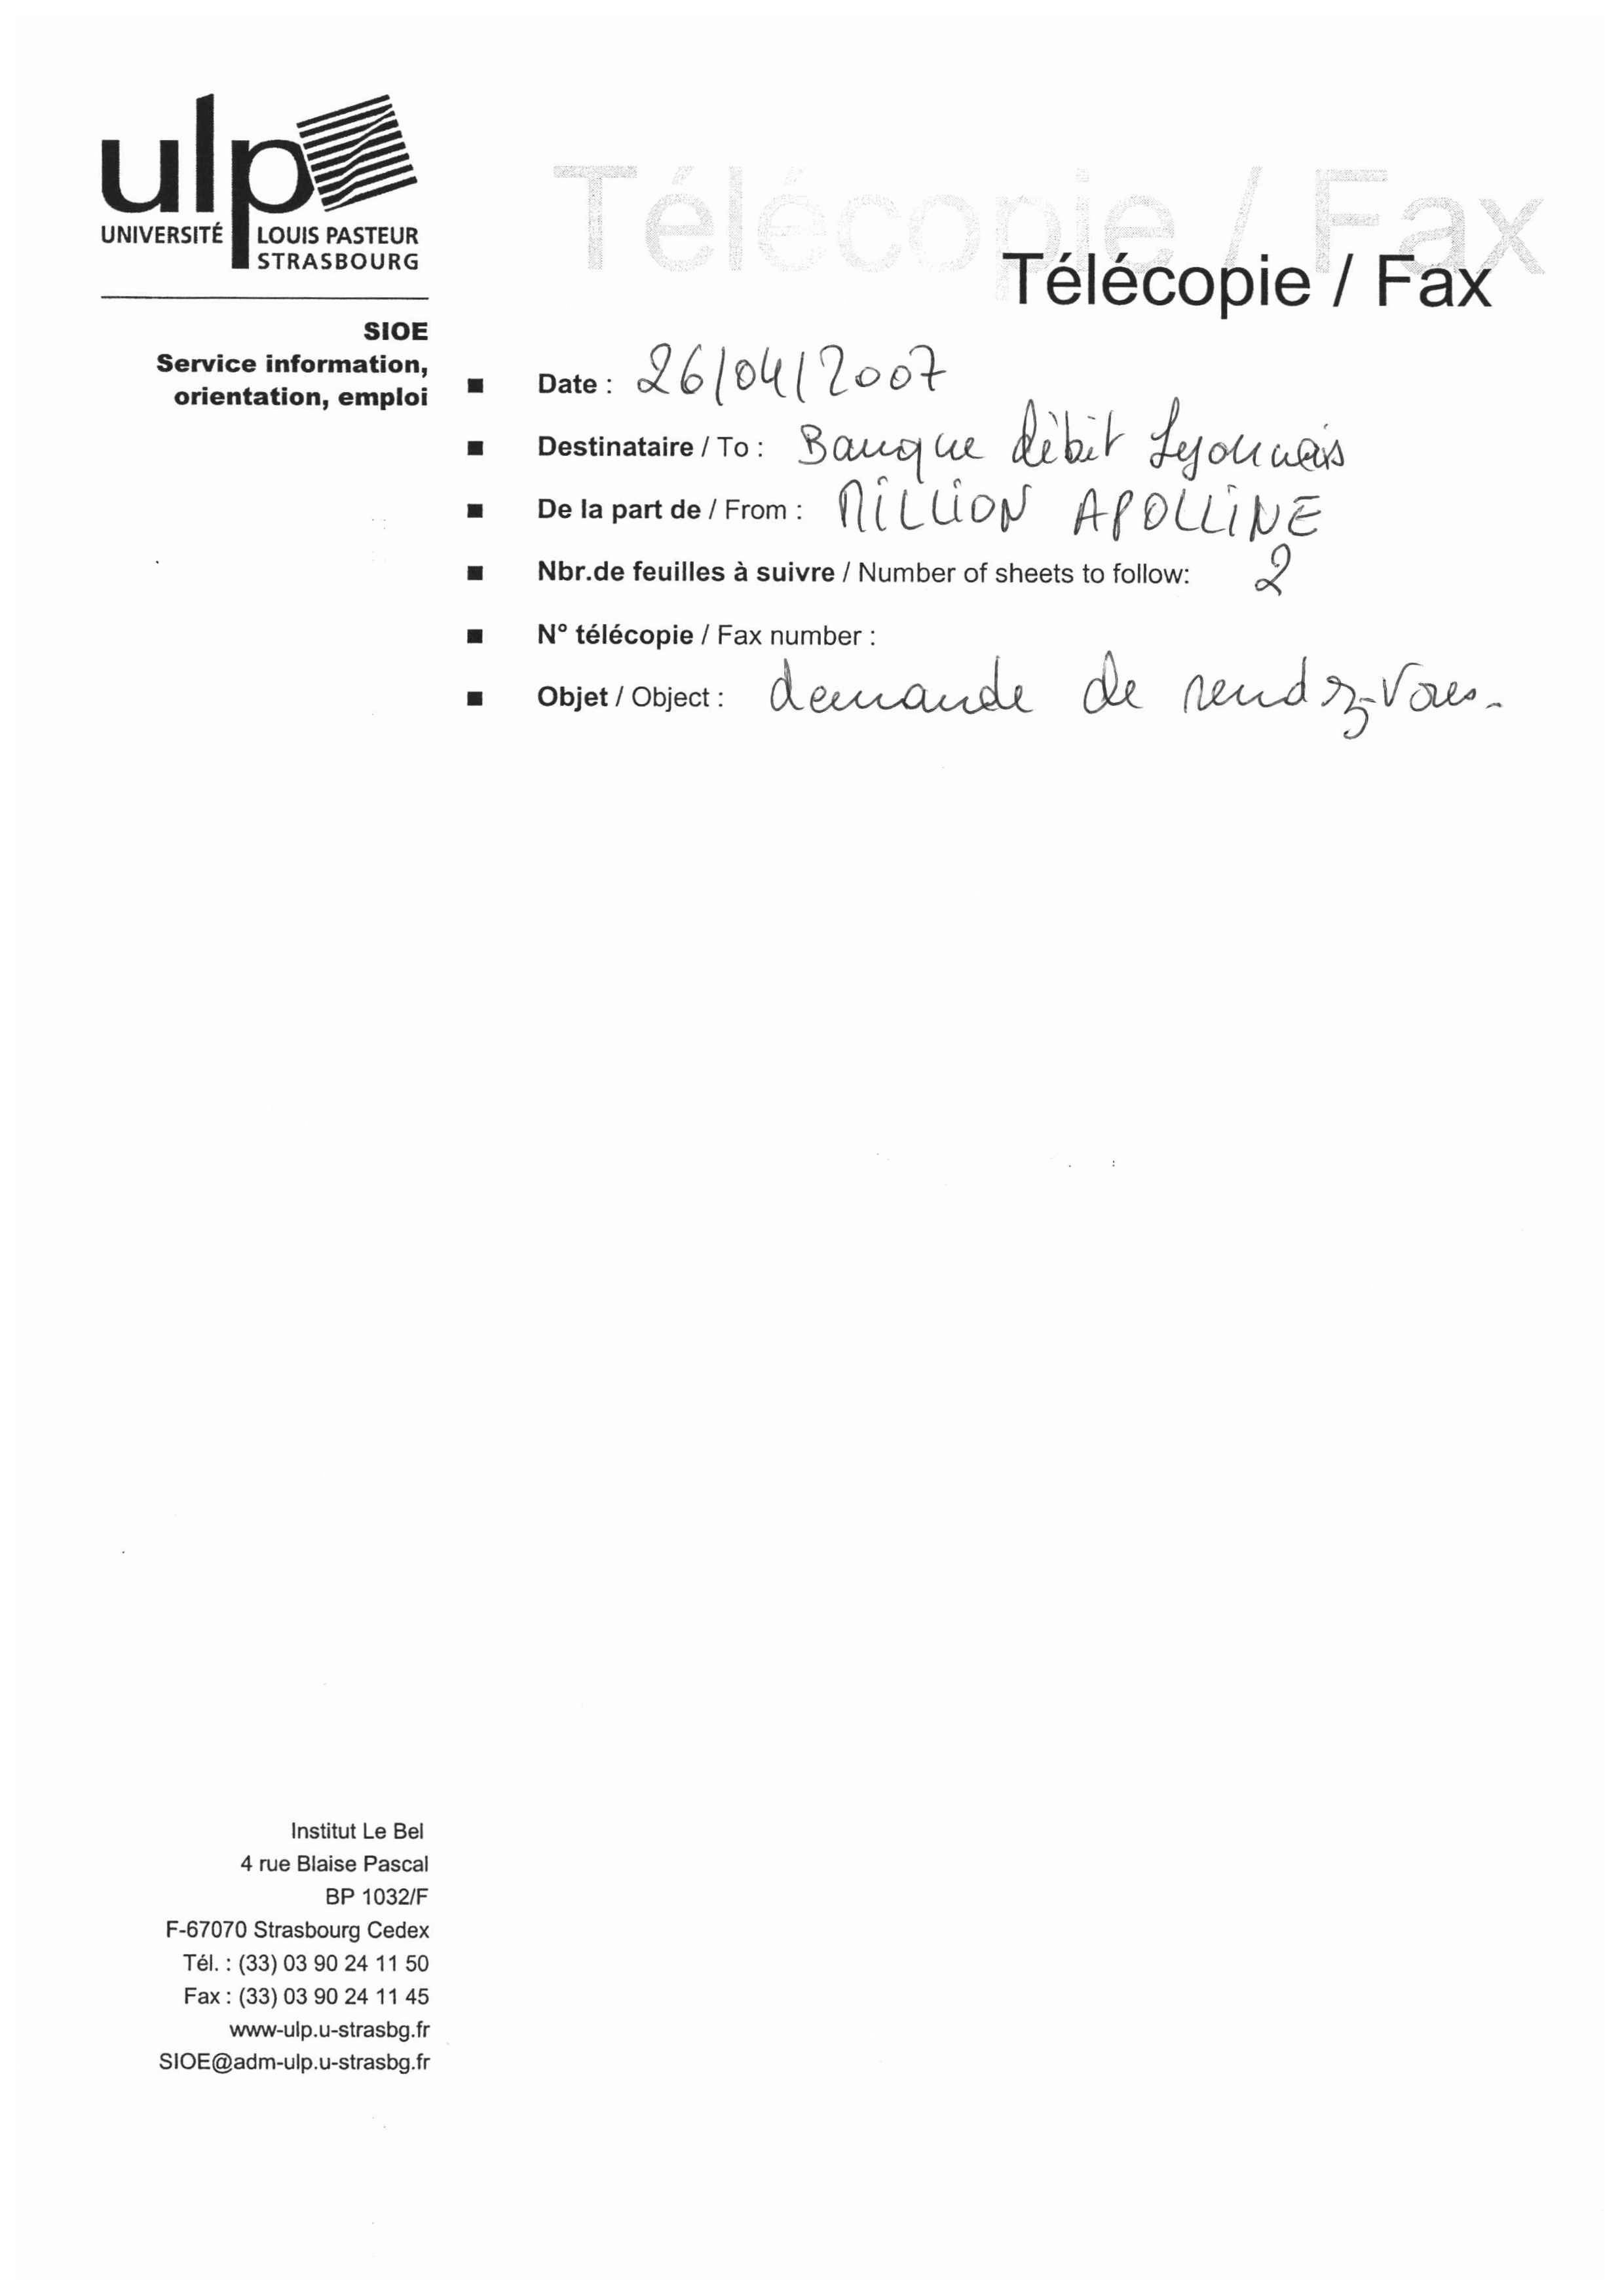 ulp
UNIVERSITÉ LOUIS PASTEUR
STRASBOURG
Télécopie / Fax
Télécopie / Fax
SIOE
Service information,
orientation, emploi
Date : 26/04/2007
Destinataire / To : Banque débit Lyonnais
De la part de / From : MILLION APOLLINE
Nbr.de feuilles à suivre / Number of sheets to follow: 2
N° télécopie / Fax number :
Objet / Object : demande de rendez-vous.
Institut Le Bel
4 rue Blaise Pascal
BP 1032/F
F-67070 Strasbourg Cedex
Tél. : (33) 03 90 24 11 50
Fax : (33) 03 90 24 11 45
www-ulp.u-strasbg.fr
SIOE@adm-ulp.u-strasbg.fr